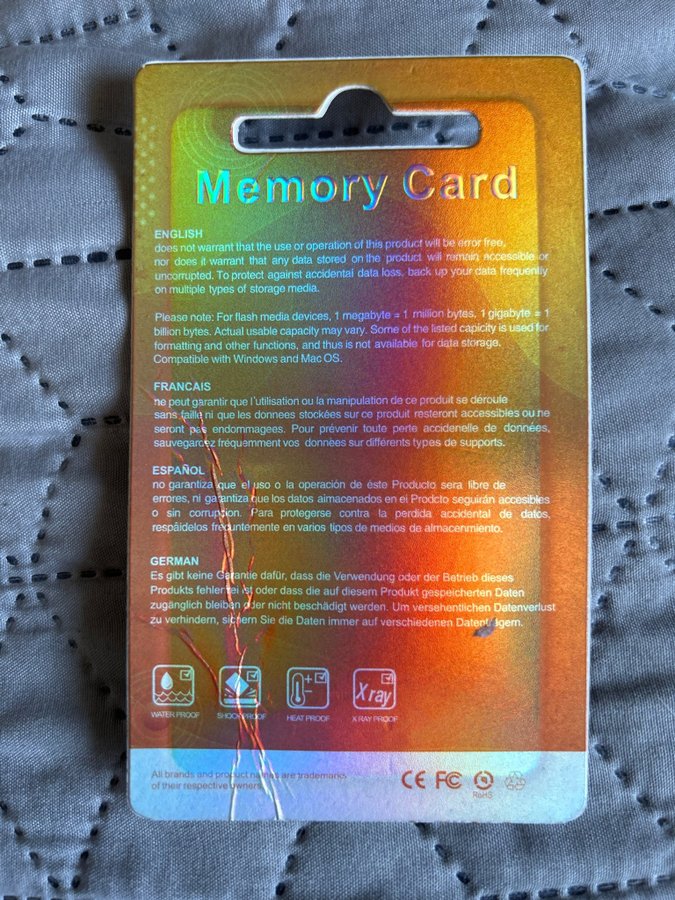 Memory Card
ENGLISH
does not warrant that the use or operation of this product will be error free,
nor does it warrant that any data stored on the product will remain accessible or
uncorrupted. To protect against accidental data loss, back up your data frequently
on multiple types of storage media.
Please note: For flash media devices, 1 megabyte = 1 million bytes, 1 gigabyte = 1
billion bytes. Actual usable capacity may vary. Some of the listed capicity is used for
formatting and other functions, and thus is not available for data storage.
Compatible with Windows and Mac OS.
FRANCAIS
ne peut garantir que l'utilisation ou la manipulation de ce produit se déroule
sans faille ni que les donnees stockées sur ce produit resteront accessibles ou ne
seront pas endommagees. Pour prévenir toute perte accidenelle de données,
sauvegardez fréquemment vos données sur différents types de supports.
ESPAÑOL
no garantiza que el uso o la operación de éste Producto sera libre de
errores, ni garantiza que los datos almacenados en el Prodcto seguirán accesibles
o sin corrupcion. Para protegerse contra la perdida accidental de datos,
respáidelos frecuntemente en varios tipos de medios de almacenmiento.
GERMAN
Es gibt keine Garantie dafür, dass die Verwendung oder der Betrieb dieses
Produkts fehlerfrei ist oder dass die auf diesem Produkt gespeicherten Daten
zugänglich bleiben oder nicht beschädigt werden. Um versehentlichen Datenverlust
zu verhindern, sichern Sie die Daten immer auf verschiedenen Datenträgern.
WATER PROOF
SHOCK PROOF
HEAT PROOF
X ray
X RAY PROOF
All brands and product names are trademarks
of their respective owners.
CE FC
RoHS